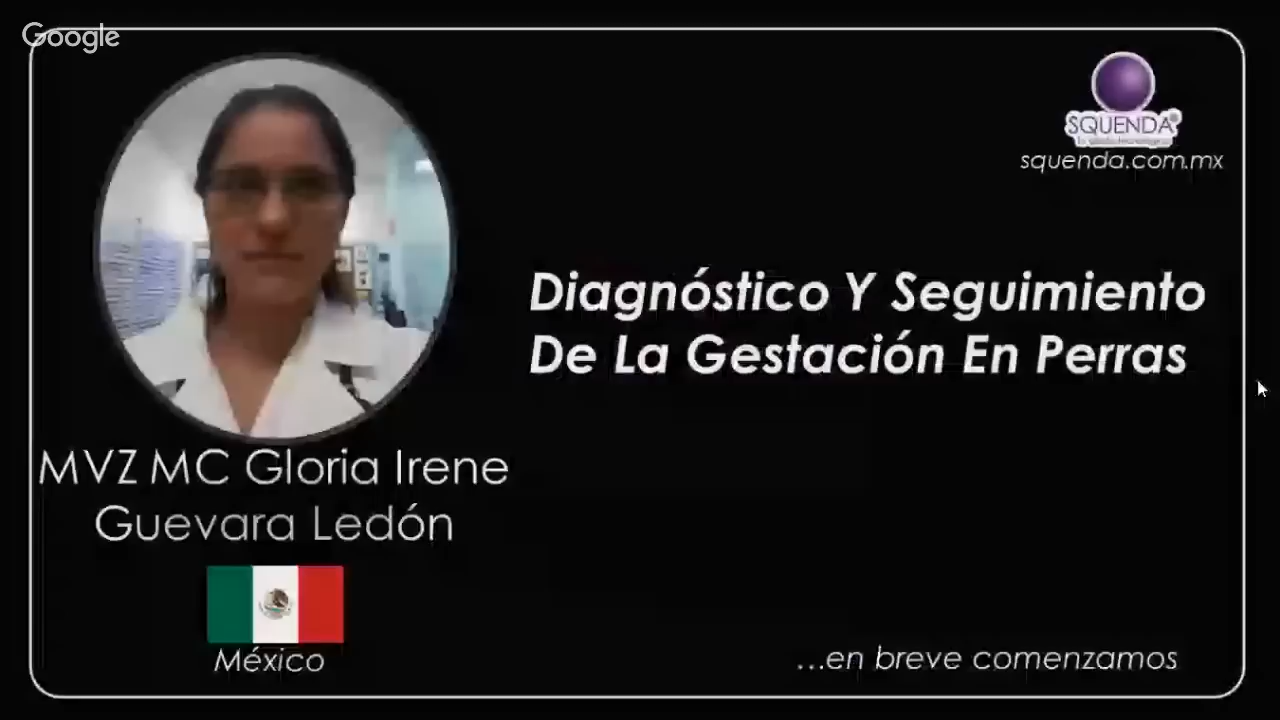 Google
SQUENDA
squenda.com.mx
Diagnóstico Y Seguimiento
De La Gestación En Perras
MVZ MC Gloria Irene
Guevara Ledón
México
...en breve comenzamos